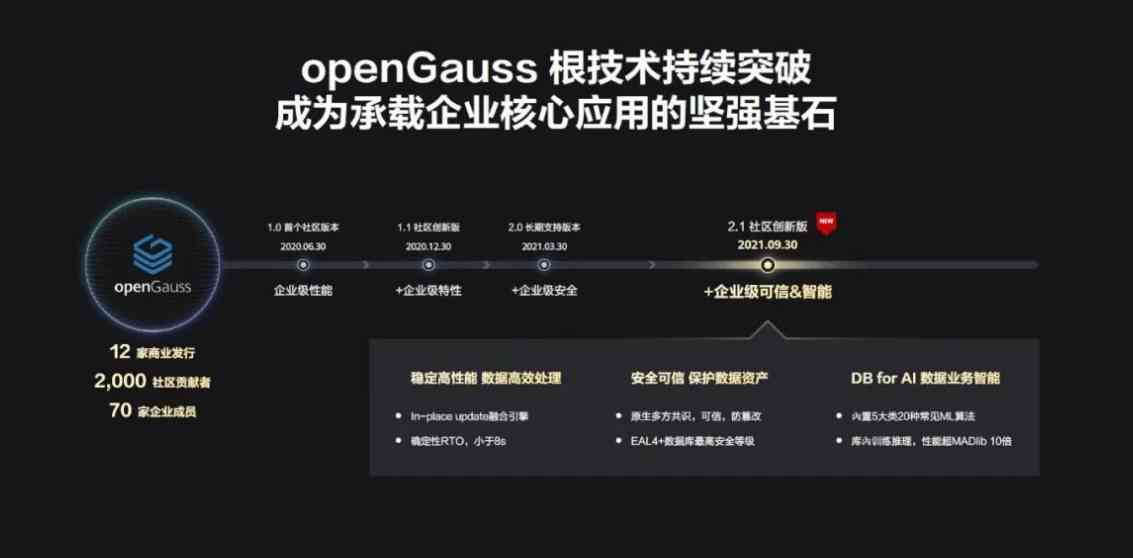 openGauss 根技术持续突破
成为承载企业核心应用的坚强基石
1.0 首个社区版本
2020.06.30
企业级性能
1.1 社区创新版
2020.12.30
+企业级特性
2.0 长期支持版本
2021.03.30
+企业级安全
2.1 社区创新版
NEW
2021.09.30
+企业级可信&智能
openGauss
12 家商业发行
2,000 社区贡献者
70 家企业成员
稳定高性能 数据高效处理
In-place update融合引擎
确定性RTO，小于8s
安全可信 保护数据资产
原生多方共识，可信，防篡改
EAL4+数据库最高安全等级
DB for AI 数据业务智能
内置5大类20种常见ML算法
库内训练推理，性能超MADlib 10倍